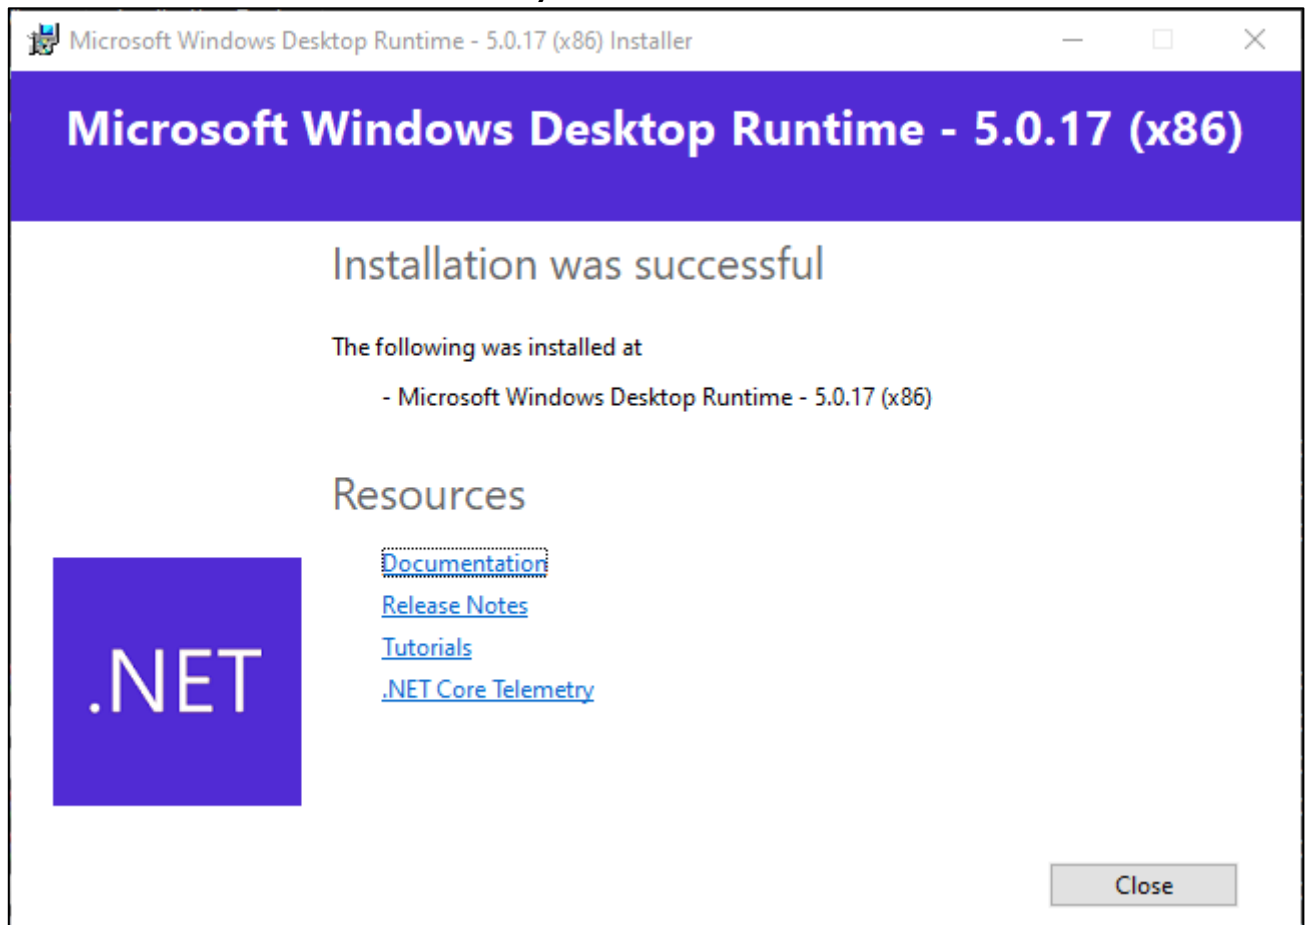 Microsoft Windows Desktop Runtime - 5.0.17 (x86) Installer
Microsoft Windows Desktop Runtime - 5.0.17 (x86)
Installation was successful
The following was installed at
- Microsoft Windows Desktop Runtime - 5.0.17 (x86)
Resources
Documentation
Release Notes
Tutorials
.NET Core Telemetry
.NET
Close